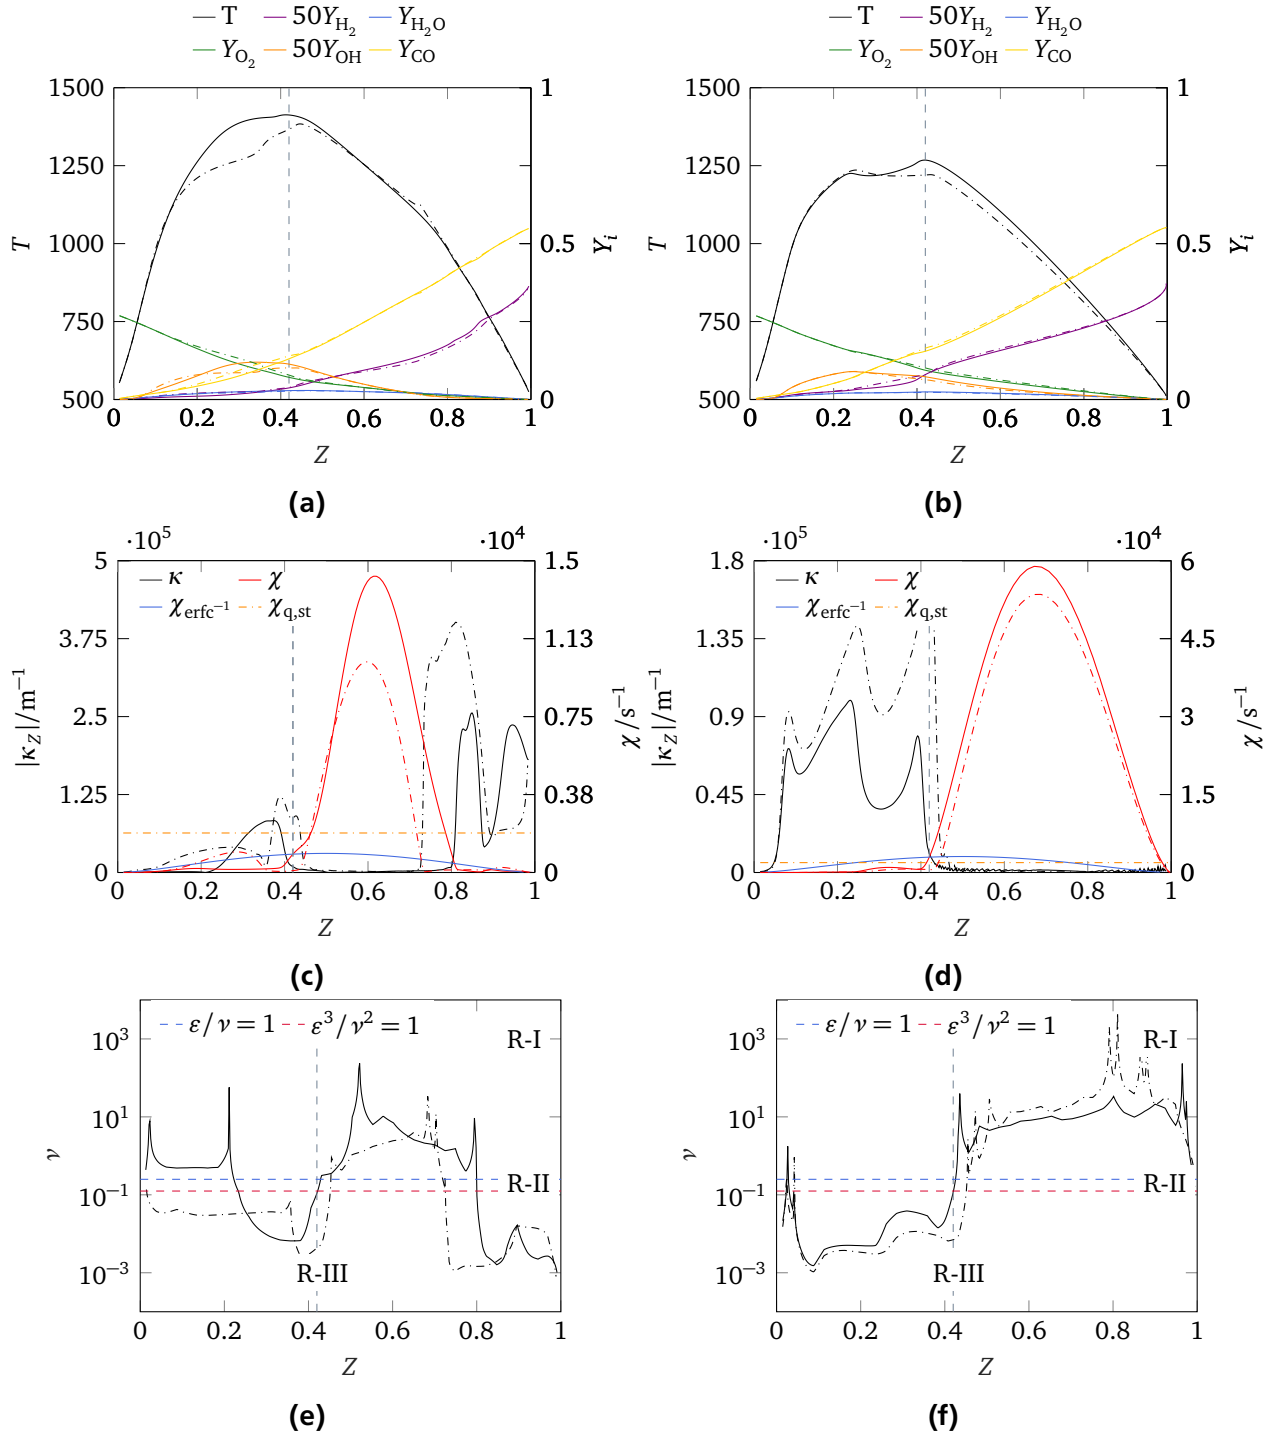 T 50Y_H2 Y_H2O
Y_O2 50Y_OH Y_CO
1500 1250 1000 750 500
T
1 0.5 0
Y_i
0 0.2 0.4 0.6 0.8 1
Z
(a)
T 50Y_H2 Y_H2O
Y_O2 50Y_OH Y_CO
1500 1250 1000 750 500
T
1 0.5 0
Y_i
0 0.2 0.4 0.6 0.8 1
Z
(b)
·10^5 ·10^4
κ χ
χ_erfc^−1 χ_q,st
5 3.75 2.5 1.25 0
|κ_Z|/m^−1
1.5 1.13 0.75 0.38 0
χ/s^−1
0 0.2 0.4 0.6 0.8 1
Z
(c)
·10^5 ·10^4
κ χ
χ_erfc^−1 χ_q,st
1.8 1.35 0.9 0.45 0
|κ_Z|/m^−1
6 4.5 3 1.5 0
χ/s^−1
0 0.2 0.4 0.6 0.8 1
Z
(d)
ε/ν = 1 ε^3/ν^2 = 1
R-I
R-II
R-III
10^3 10^1 10^−1 10^−3
ν
0 0.2 0.4 0.6 0.8 1
Z
(e)
ε/ν = 1 ε^3/ν^2 = 1
R-I
R-II
R-III
10^3 10^1 10^−1 10^−3
ν
0 0.2 0.4 0.6 0.8 1
Z
(f)